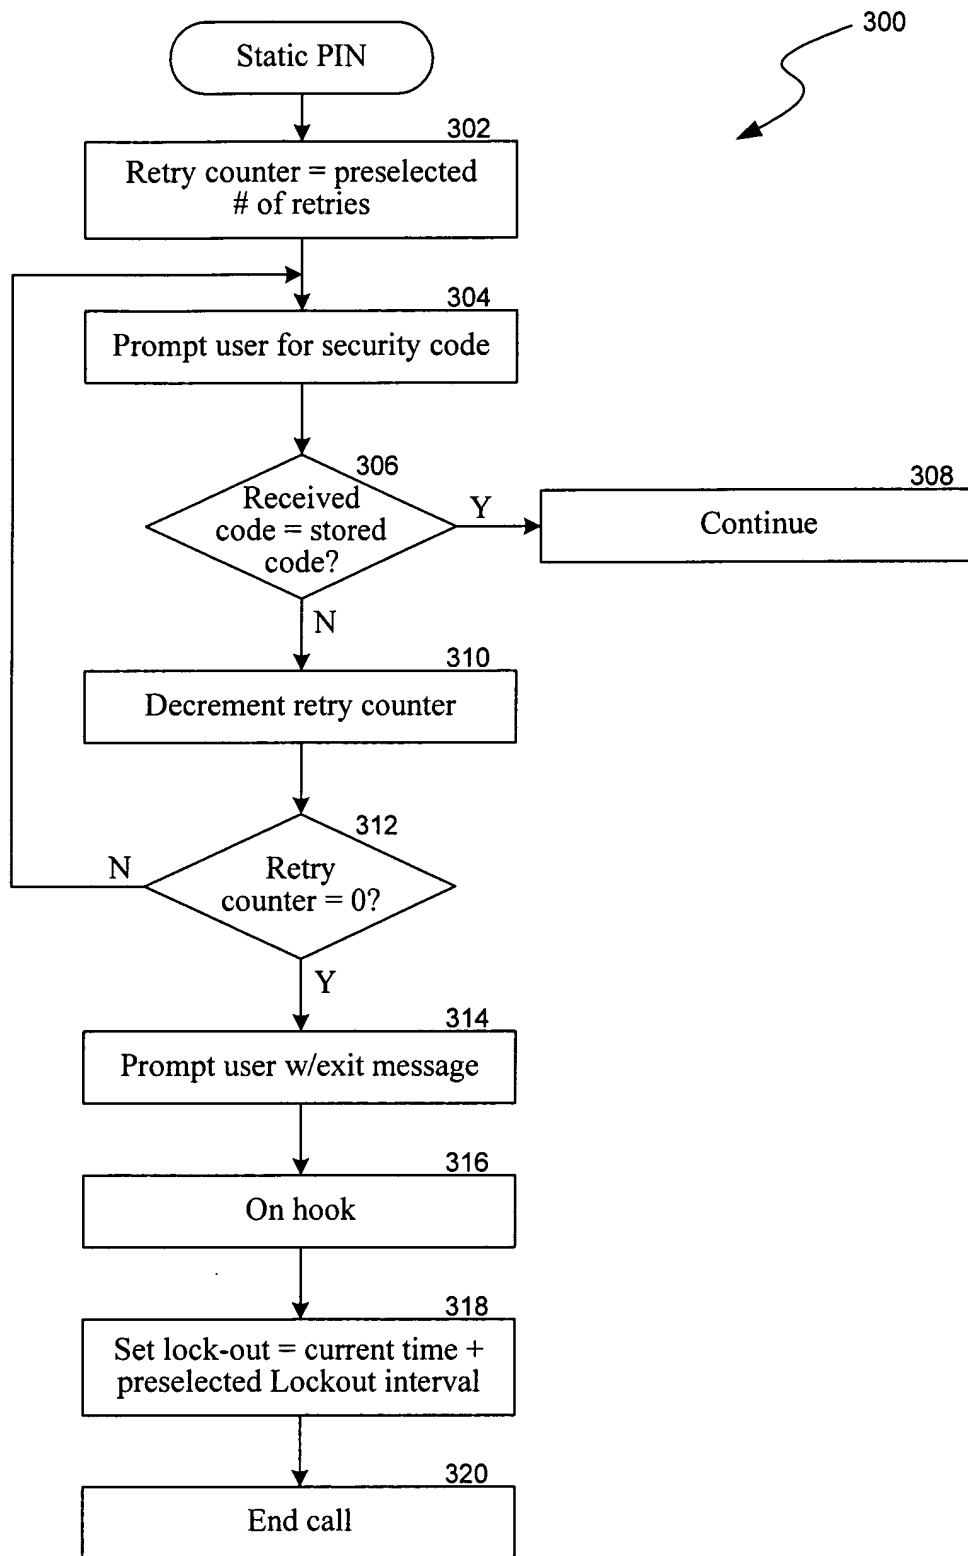 300
Static PIN
302
Retry counter = preselected
# of retries
304
Prompt user for security code
306
Received
code = stored
code?
Y
308
Continue
N
310
Decrement retry counter
312
Retry
counter = 0?
N
Y
314
Prompt user w/exit message
316
On hook
318
Set lock-out = current time +
preselected Lockout interval
320
End call